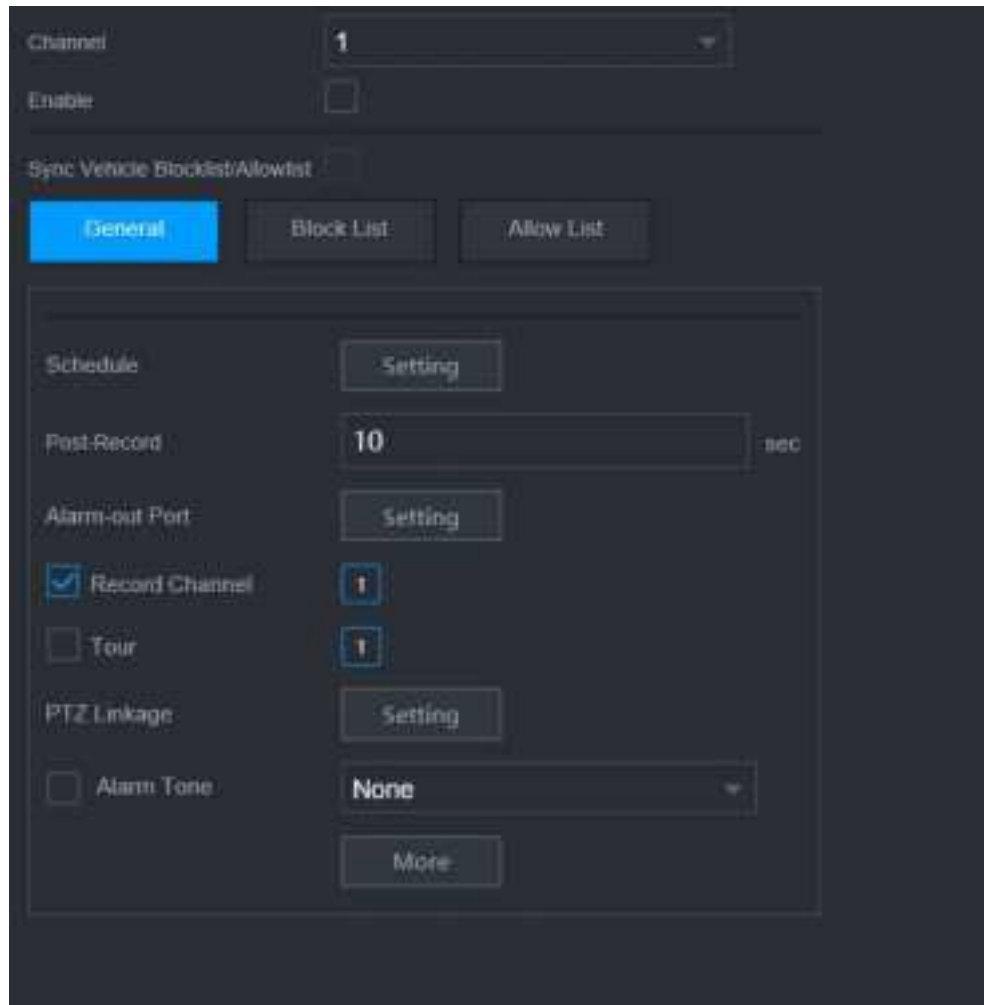 Channel 1
Enable
Sync Vehicle Blocklist/Allowlist
General Block List Allow List
Schedule Setting
Post-Record 10 sec
Alarm-out Port Setting
Record Channel 1
Tour 1
PTZ Linkage Setting
Alarm Tone None
More